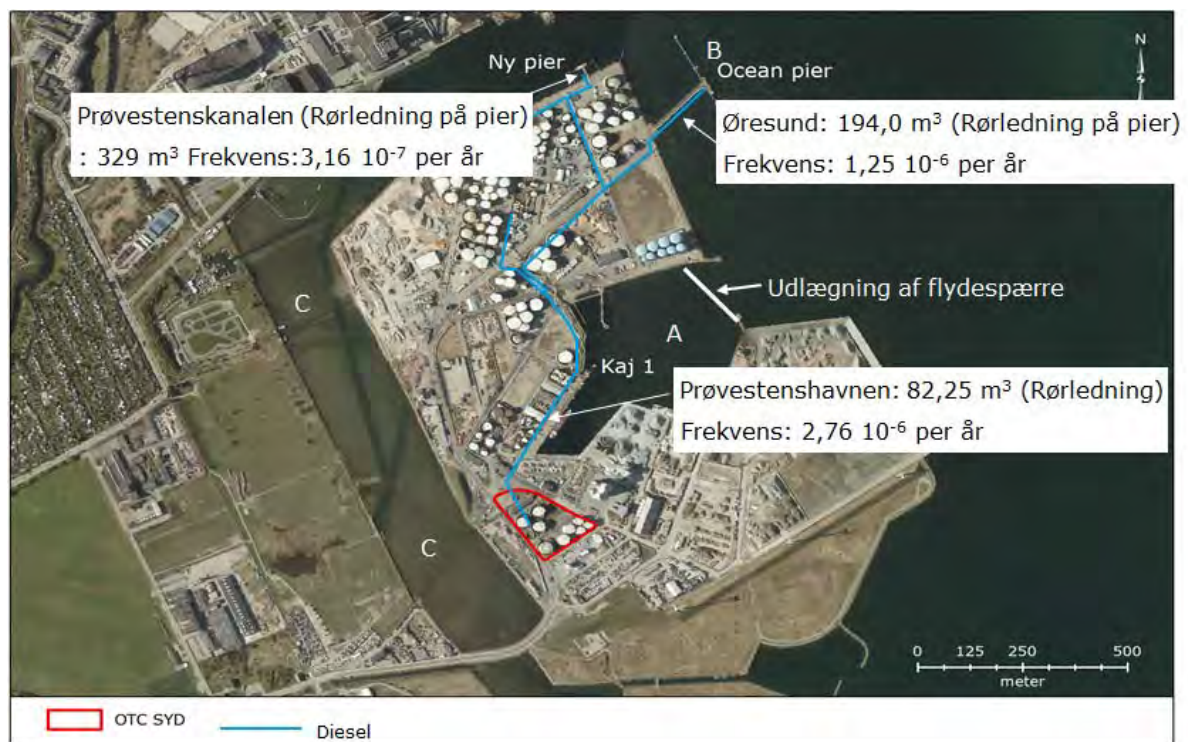 Ny pier
B
Ocean pier
N
Prøvestenskanalen (Rørledning på pier)
: 329 m³ Frekvens:3,16 10⁻⁷ per år
Øresund: 194,0 m³ (Rørledning på pier)
Frekvens: 1,25 10⁻⁶ per år
C
Udlægning af flydespærre
A
Kaj 1
Prøvestenshavnen: 82,25 m³ (Rørledning)
Frekvens: 2,76 10⁻⁶ per år
C
0 125 250 500
meter
OTC SYD
Diesel